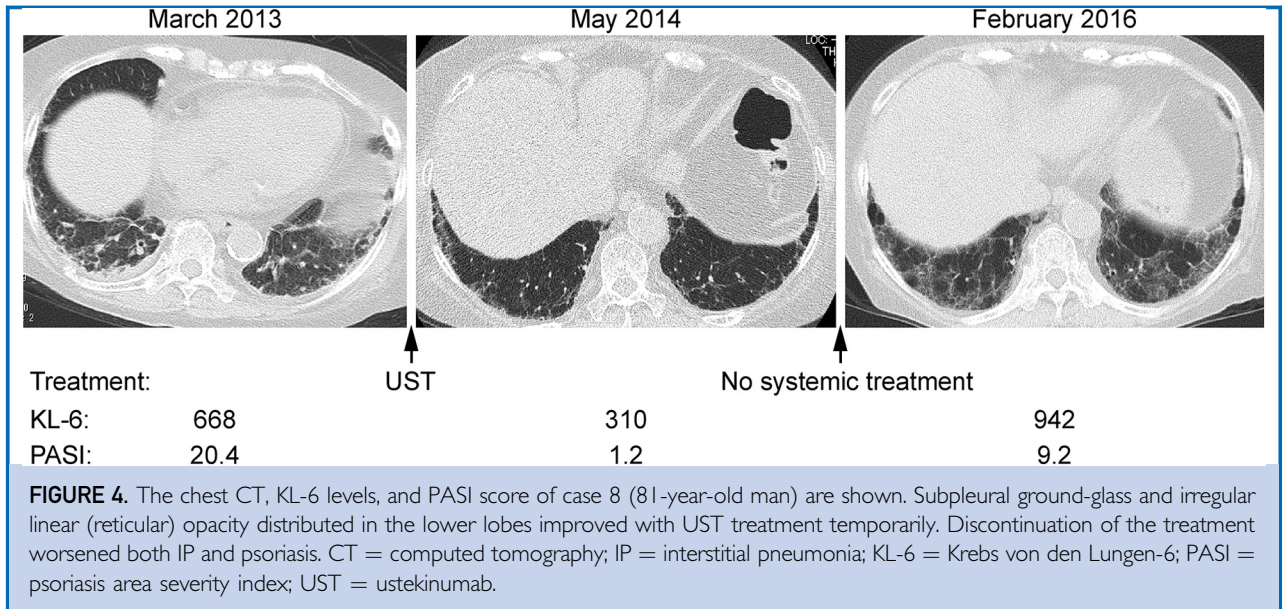 March 2013 May 2014 February 2016
LOC: -
TH
Treatment: UST No systemic treatment
KL-6: 668 310 942
PASI: 20.4 1.2 9.2
FIGURE 4. The chest CT, KL-6 levels, and PASI score of case 8 (81-year-old man) are shown. Subpleural ground-glass and irregular
linear (reticular) opacity distributed in the lower lobes improved with UST treatment temporarily. Discontinuation of the treatment
worsened both IP and psoriasis. CT = computed tomography; IP = interstitial pneumonia; KL-6 = Krebs von den Lungen-6; PASI =
psoriasis area severity index; UST = ustekinumab.